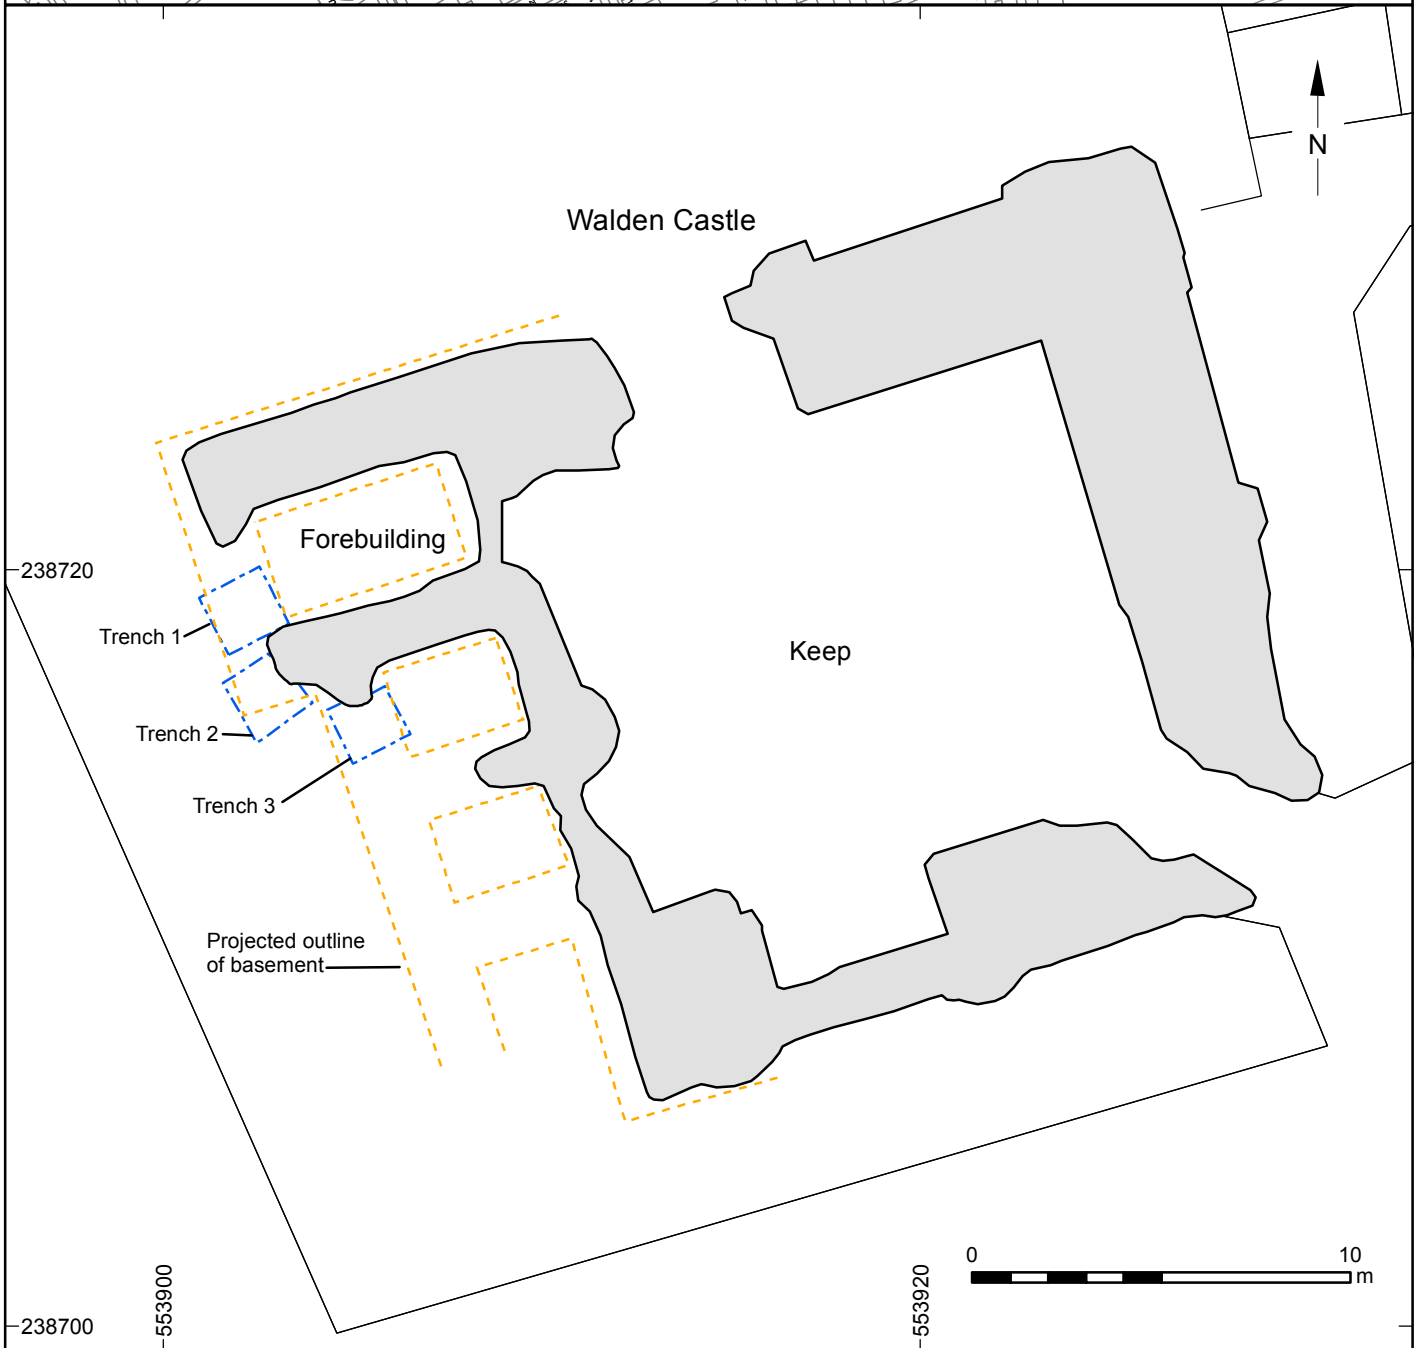 N
Walden Castle
Forebuilding
238720
Trench 1
Keep
Trench 2
Trench 3
Projected outline
of basement
0
10
m
553900
553920
238700